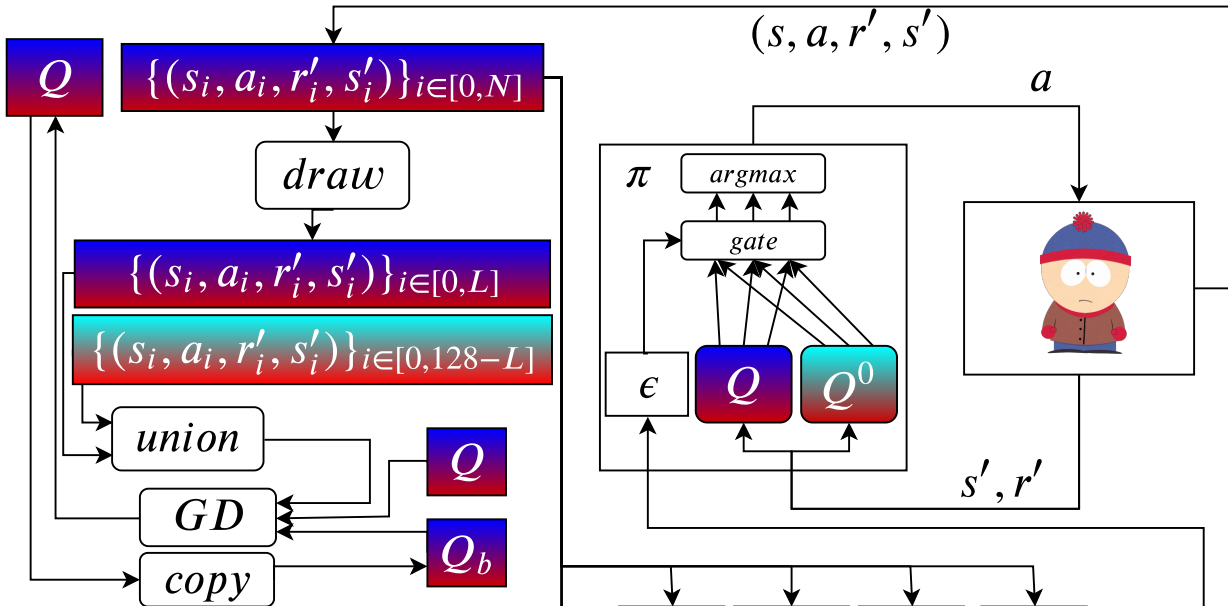 (s, a, r′, s′)
Q
{(sᵢ, aᵢ, r′ᵢ, s′ᵢ)}i∈[0,N]
a
draw
π
argmax
gate
{(sᵢ, aᵢ, r′ᵢ, s′ᵢ)}i∈[0,L]
{(sᵢ, aᵢ, r′ᵢ, s′ᵢ)}i∈[0,128−L]
ϵ
Q
Q⁰
union
Q
s′, r′
GD
Q_b
copy